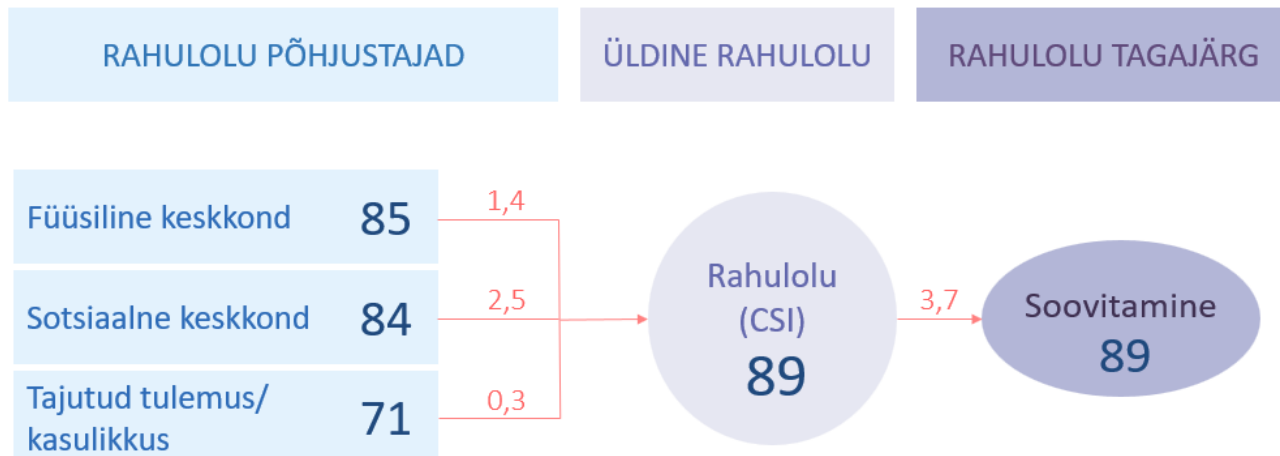 RAHULOLU PÕHJUSTAJAD
ÜLDINE RAHULOLU
RAHULOLU TAGAJÄRG
Füüsiline keskkond 85
1,4
Sotsiaalne keskkond 84
2,5
Tajutud tulemus/
kasulikkus 71
0,3
Rahulolu
(CSI)
89
3,7
Soovitamine
89